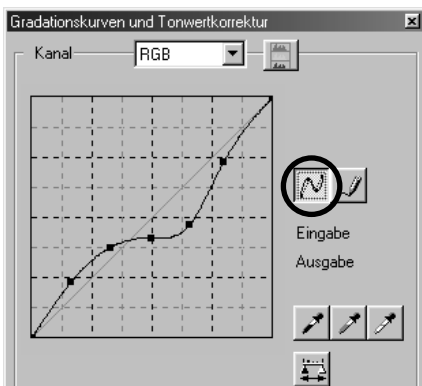 Gradationskurven und Tonwertkorrektur
Kanal RGB
Eingabe
Ausgabe